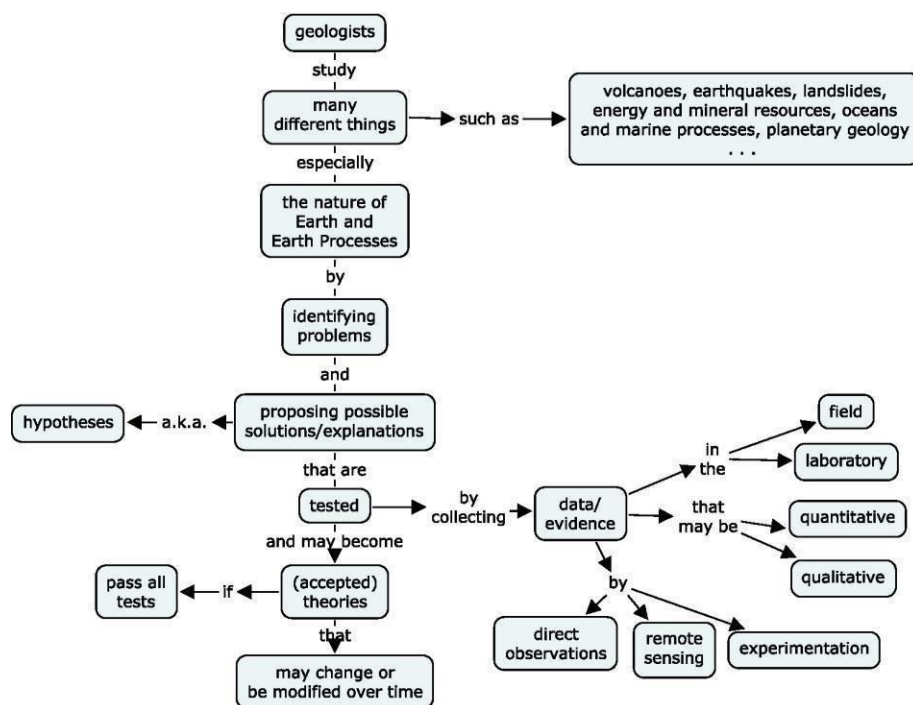 geologists
study
many
different things
such as
volcanoes, earthquakes, landslides,
energy and mineral resources, oceans
and marine processes, planetary geology
. . .
especially
the nature of
Earth and
Earth Processes
by
identifying
problems
and
proposing possible
solutions/explanations
a.k.a.
hypotheses
that are
tested
by
collecting
data/
evidence
in
the
field
laboratory
that
may be
quantitative
qualitative
by
direct
observations
remote
sensing
experimentation
and may become
(accepted)
theories
if
pass all
tests
that
may change or
be modified over time